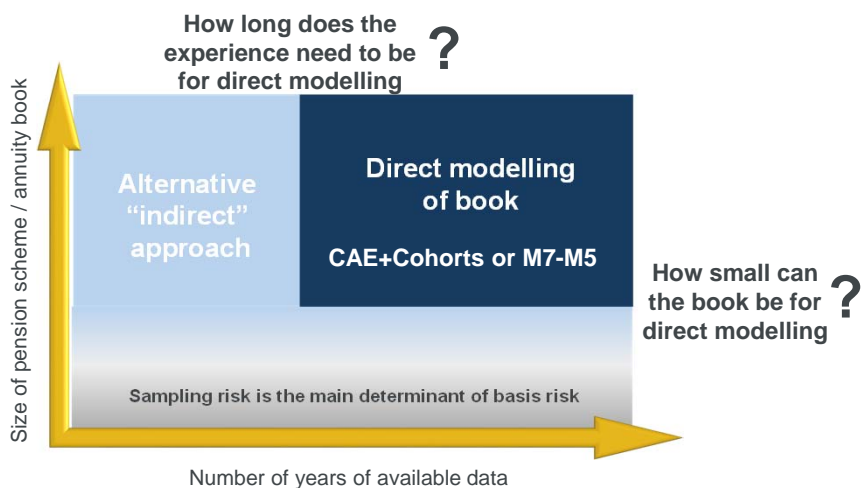 How long does the
experience need to be
for direct modelling
?
Size of pension scheme / annuity book
Alternative
“indirect”
approach
Direct modelling
of book
CAE+Cohorts or M7-M5
How small can
the book be for
direct modelling
?
Sampling risk is the main determinant of basis risk
Number of years of available data